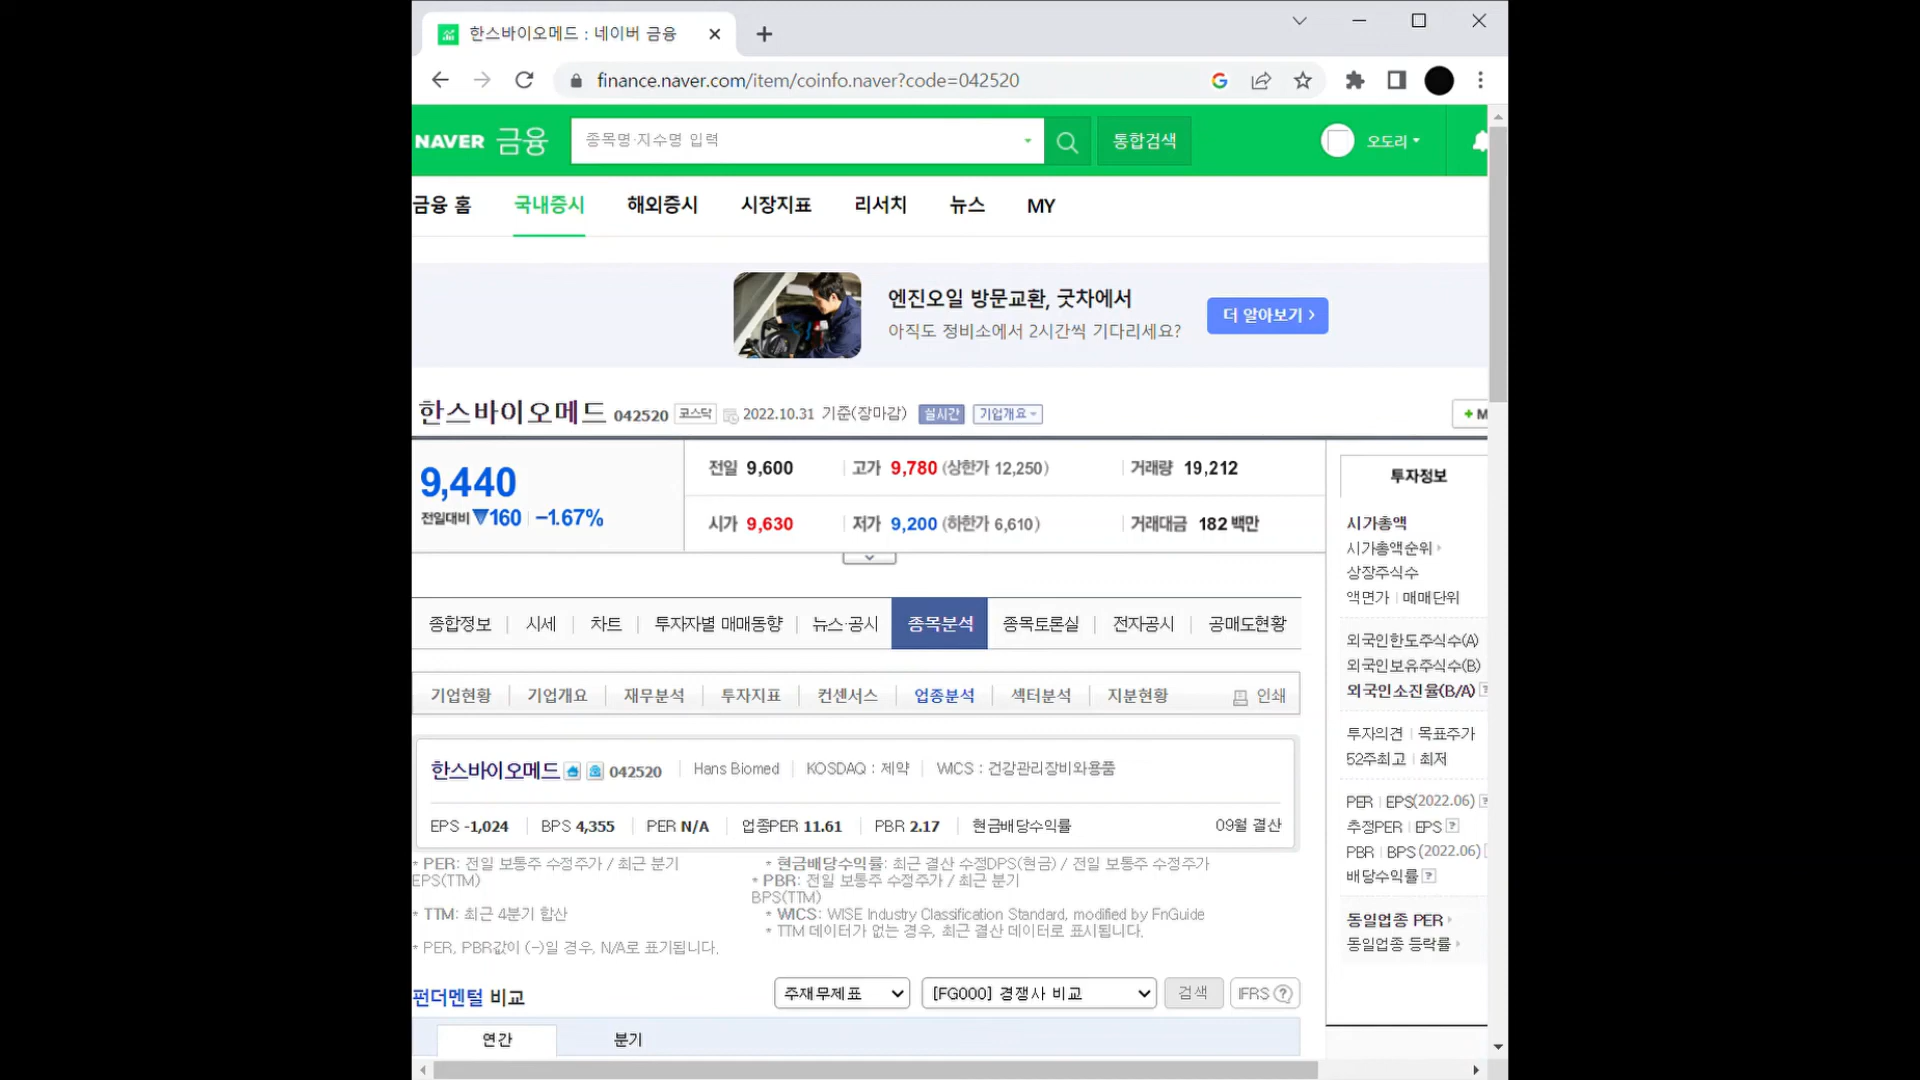 한스바이오메드 : 네이버 금융
finance.naver.com/item/coinfo.naver?code=042520
NAVER 금융 종목명·지수명 입력 통합검색 오도리
금융 홈 국내증시 해외증시 시장지표 리서치 뉴스 MY
엔진오일 방문교환, 굿차에서
아직도 정비소에서 2시간씩 기다리세요?
더 알아보기 >
한스바이오메드 042520 코스닥 2022.10.31 기준(장마감) 실시간 기업개요 + M
9,440
전일대비 ▼160 -1.67%
전일 9,600 고가 9,780 (상한가 12,250) 거래량 19,212
시가 9,630 저가 9,200 (하한가 6,610) 거래대금 182 백만
종합정보 시세 차트 투자자별 매매동향 뉴스·공시 종목분석 종목토론실 전자공시 공매도현황
기업현황 기업개요 재무분석 투자지표 컨센서스 업종분석 섹터분석 지분현황 인쇄
한스바이오메드 042520 Hans Biomed KOSDAQ : 제약 WICS : 건강관리장비와용품
EPS -1,024 BPS 4,355 PER N/A 업종PER 11.61 PBR 2.17 현금배당수익률 09월 결산
* PER: 전일 보통주 수정주가 / 최근 분기
EPS(TTM)
* TTM: 최근 4분기 합산
* PER, PBR값이 (-)일 경우, N/A로 표기됩니다.
* 현금배당수익률: 최근 결산 수정DPS(현금) / 전일 보통주 수정주가
* PBR: 전일 보통주 수정주가 / 최근 분기
BPS(TTM)
* WICS: WISE Industry Classification Standard, modified by FnGuide
* TTM 데이터가 없는 경우, 최근 결산 데이터로 표시됩니다.
펀더멘털 비교 주재무제표 [FG000] 경쟁사 비교 검색 IFRS ?
연간 분기
투자정보
시가총액
시가총액순위
상장주식수
액면가 매매단위
외국인한도주식수(A)
외국인보유주식수(B)
외국인소진율(B/A) ?
투자의견 목표주가
52주최고 최저
PER EPS(2022.06) ?
추정PER EPS ?
PBR BPS (2022.06)
배당수익률 ?
동일업종 PER
동일업종 등락률